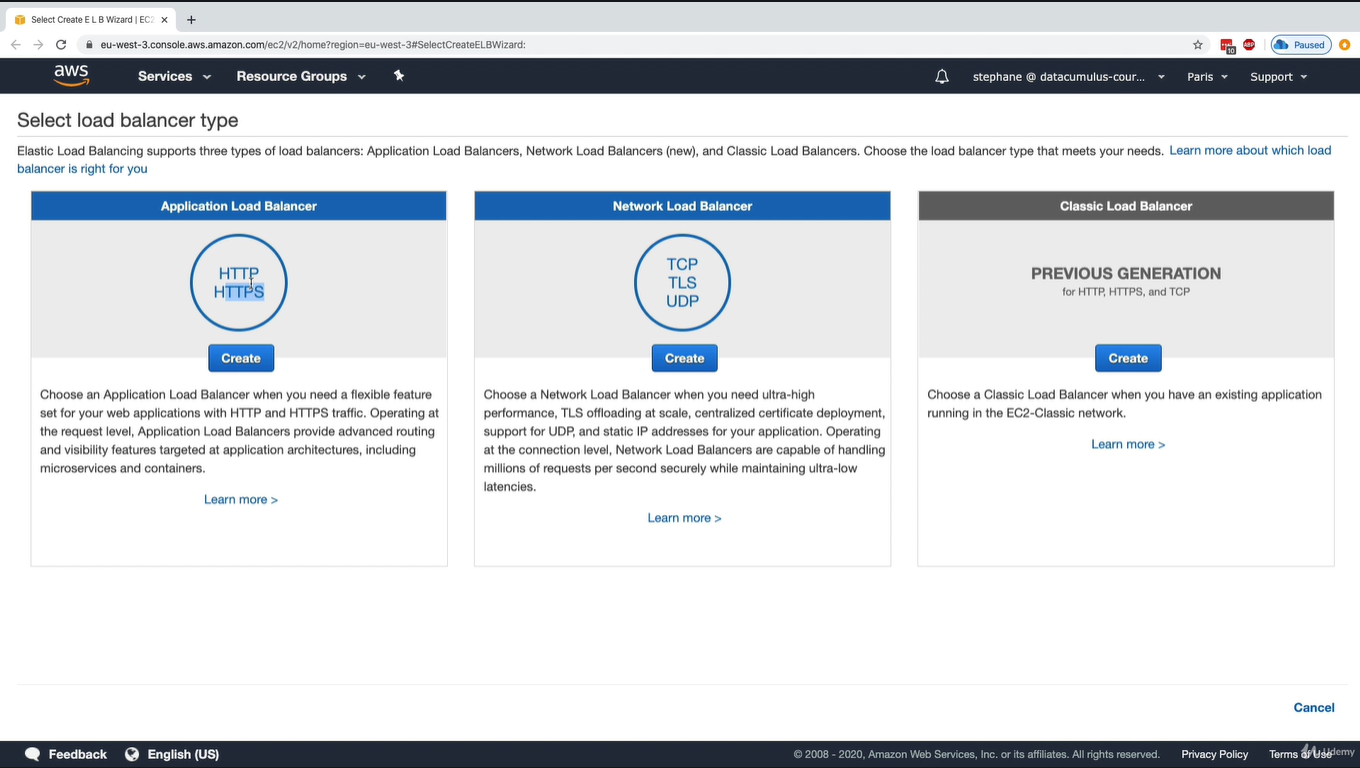 Select Create E L B Wizard | EC2
eu-west-3.console.aws.amazon.com/ec2/v2/home?region=eu-west-3#SelectCreateELBWizard:
10
ABP
Paused
aws
Services
Resource Groups
stephane @ datacumulus-cour...
Paris
Support
Select load balancer type
Elastic Load Balancing supports three types of load balancers: Application Load Balancers, Network Load Balancers (new), and Classic Load Balancers. Choose the load balancer type that meets your needs. Learn more about which load
balancer is right for you
Application Load Balancer
HTTP
HTTPS
Create
Choose an Application Load Balancer when you need a flexible feature
set for your web applications with HTTP and HTTPS traffic. Operating at
the request level, Application Load Balancers provide advanced routing
and visibility features targeted at application architectures, including
microservices and containers.
Learn more >
Network Load Balancer
TCP
TLS
UDP
Create
Choose a Network Load Balancer when you need ultra-high
performance, TLS offloading at scale, centralized certificate deployment,
support for UDP, and static IP addresses for your application. Operating
at the connection level, Network Load Balancers are capable of handling
millions of requests per second securely while maintaining ultra-low
latencies.
Learn more >
Classic Load Balancer
PREVIOUS GENERATION
for HTTP, HTTPS, and TCP
Create
Choose a Classic Load Balancer when you have an existing application
running in the EC2-Classic network.
Learn more >
Cancel
Feedback
English (US)
© 2008 - 2020, Amazon Web Services, Inc. or its affiliates. All rights reserved.
Privacy Policy
Terms of Use
Udemy